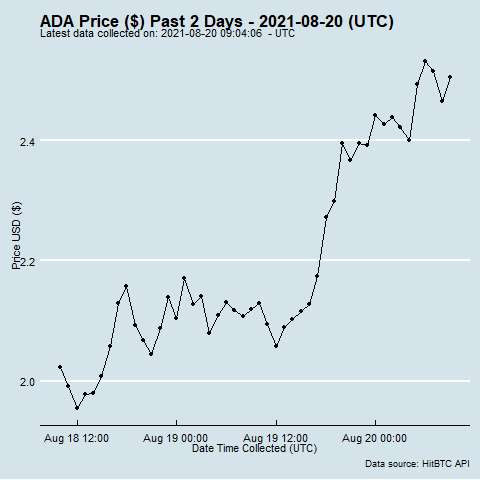 ADA Price ($) Past 2 Days - 2021-08-20 (UTC)
Latest data collected on: 2021-08-20 09:04:06 - UTC
Price USD ($)
2.4
2.2
2.0
Aug 18 12:00
Aug 19 00:00
Aug 19 12:00
Aug 20 00:00
Date Time Collected (UTC)
Data source: HitBTC API